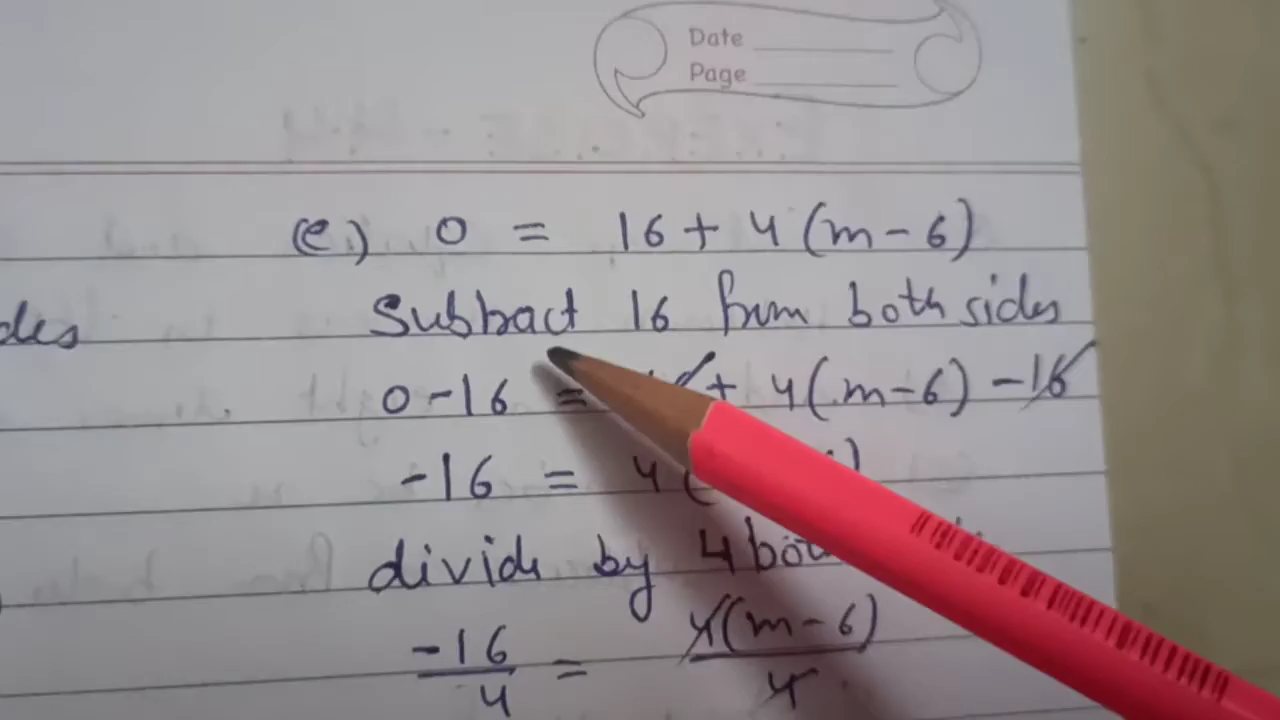 Date
Page
(e.) 0 = 16 + 4 (m - 6)
des Subtract 16 from both sides
0 - 16 = + 4 (m - 6) - 16
-16 = 4 (
divide by 4
-16/4 = 4(m - 6)/4